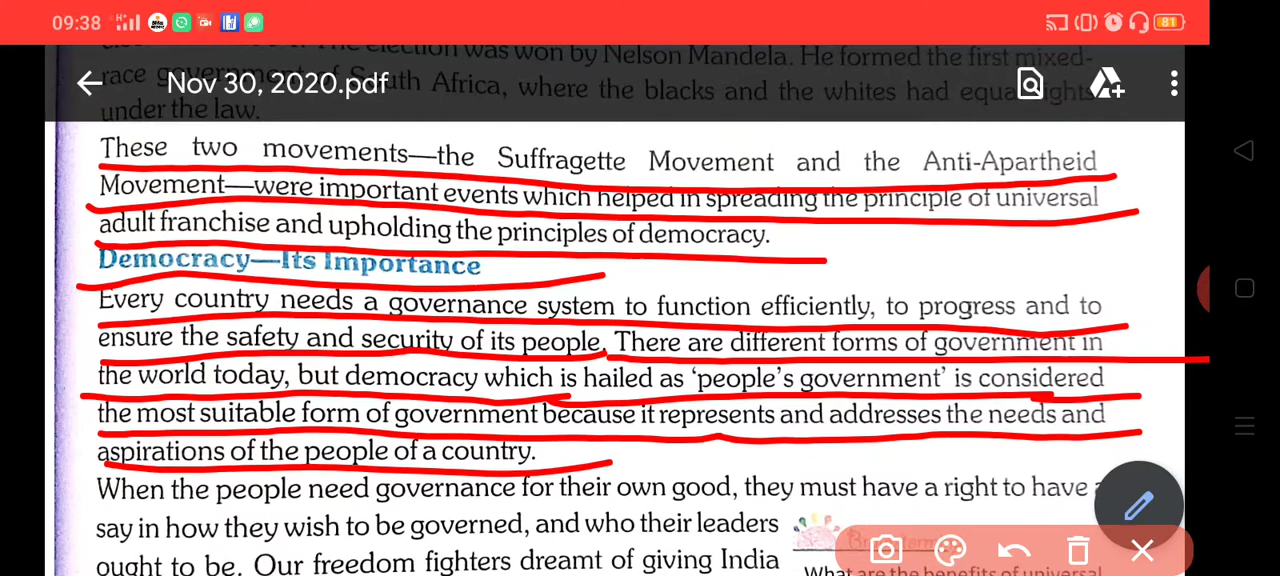 09:38 H+ 81
election was won by Nelson Mandela. He formed the first mixed-
race government of South Africa, where the blacks and the whites had equal rights
Nov 30, 2020.pdf
under the law.
These two movements—the Suffragette Movement and the Anti-Apartheid
Movement—were important events which helped in spreading the principle of universal
adult franchise and upholding the principles of democracy.
Democracy—Its Importance
Every country needs a governance system to function efficiently, to progress and to
ensure the safety and security of its people. There are different forms of government in
the world today, but democracy which is hailed as ‘people’s government’ is considered
the most suitable form of government because it represents and addresses the needs and
aspirations of the people of a country.
When the people need governance for their own good, they must have a right to have a
say in how they wish to be governed, and who their leaders
ought to be. Our freedom fighters dreamt of giving India
What are the benefits of universal